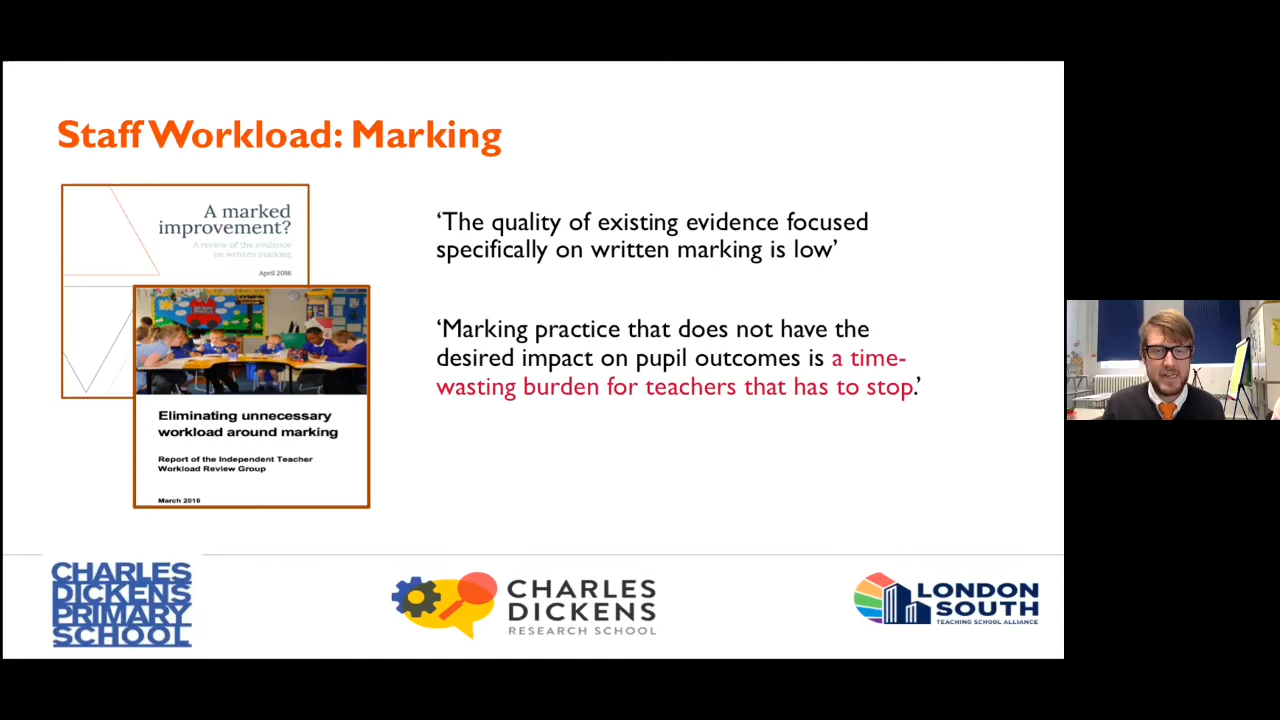 Staff Workload: Marking
A marked
improvement?
A review of the evidence
on written marking
April 2016
Eliminating unnecessary
workload around marking
Report of the Independent Teacher
Workload Review Group
March 2016
‘The quality of existing evidence focused
specifically on written marking is low’
‘Marking practice that does not have the
desired impact on pupil outcomes is a time-
wasting burden for teachers that has to stop.’
CHARLES
DICKENS
PRIMARY
SCHOOL
CHARLES
DICKENS
RESEARCH SCHOOL
LONDON
SOUTH
TEACHING SCHOOL ALLIANCE